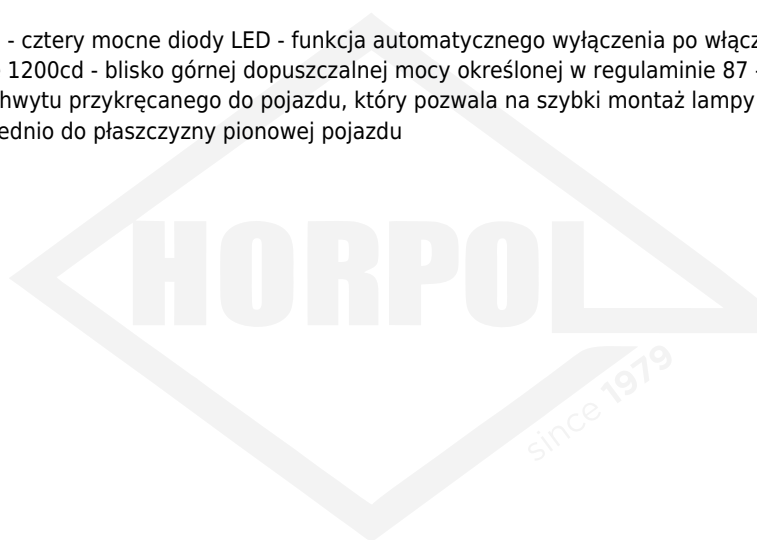 - cztery mocne diody LED - funkcja automatycznego wyłączenia po włącz
1200cd - blisko górnej dopuszczalnej mocy określonej w regulaminie 87
hwytu przykręcanego do pojazdu, który pozwala na szybki montaż lampy
ednio do płaszczyzny pionowej pojazdu
HORPOL
since 1979